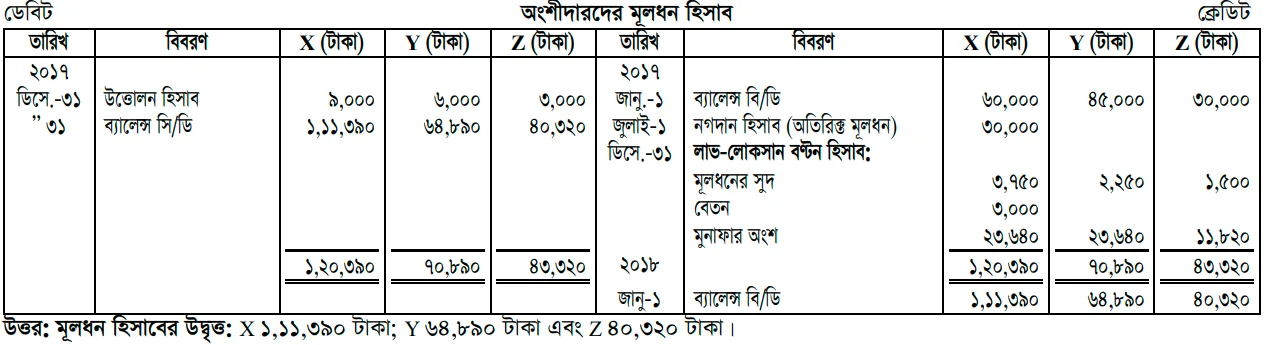 ডেবিট অংশীদারদের মূলধন হিসাব ক্রেডিট
তারিখ বিবরণ X (টাকা) Y (টাকা) Z (টাকা) তারিখ বিবরণ X (টাকা) Y (টাকা) Z (টাকা)
২০১৭ ২০১৭
ডিসে.-৩১ উত্তোলন হিসাব ৯,০০০ ৬,০০০ ৩,০০০ জানু.-১ ব্যালেন্স বি/ডি ৬০,০০০ ৪৫,০০০ ৩০,০০০
” ৩১ ব্যালেন্স সি/ডি ১,১১,৩৯০ ৬৪,৮৯০ ৪০,৩২০ জুলাই-১ নগদান হিসাব (অতিরিক্ত মূলধন) ৩০,০০০
ডিসে.-৩১ লাভ-লোকসান বণ্টন হিসাব:
মূলধনের সুদ ৩,৭৫০ ২,২৫০ ১,৫০০
বেতন ৩,০০০
মুনাফার অংশ ২৩,৬৪০ ২৩,৬৪০ ১১,৮২০
১,২০,৩৯০ ৭০,৮৯০ ৪৩,৩২০ ২০১৮ ১,২০,৩৯০ ৭০,৮৯০ ৪৩,৩২০
জানু-১ ব্যালেন্স বি/ডি ১,১১,৩৯০ ৬৪,৮৯০ ৪০,৩২০
উত্তর: মূলধন হিসাবের উদ্বৃত্ত: X ১,১১,৩৯০ টাকা; Y ৬৪,৮৯০ টাকা এবং Z ৪০,৩২০ টাকা।